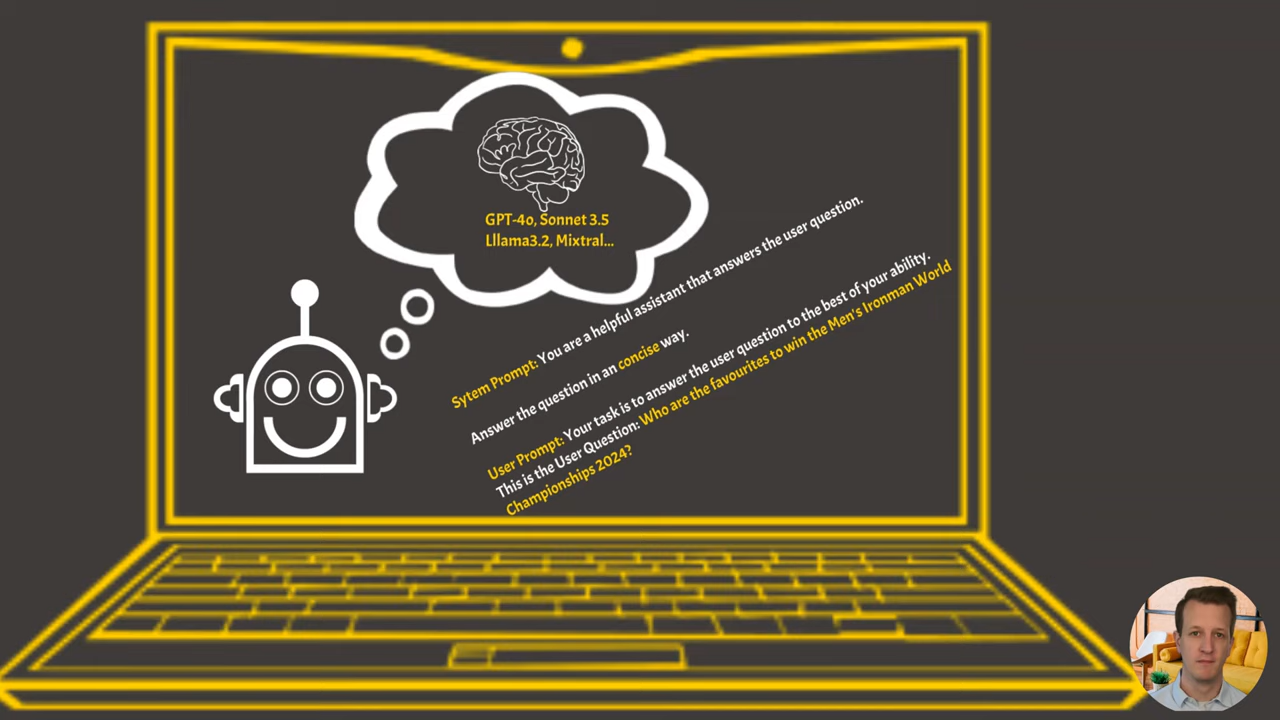 GPT-4o, Sonnet 3.5
Lllama3.2, Mixtral...
Sytem Prompt: You are a helpful assistant that answers the user question.
Answer the question in an concise way.
User Prompt: Your task is to answer the user question to the best of your ability.
This is the User Question: Who are the favourites to win the Men's Ironman World
Championships 2024?